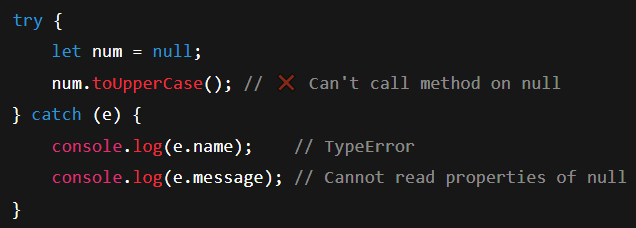 try {
    let num = null;
    num.toUpperCase(); // ❌ Can't call method on null
} catch (e) {
    console.log(e.name);    // TypeError
    console.log(e.message); // Cannot read properties of null
}